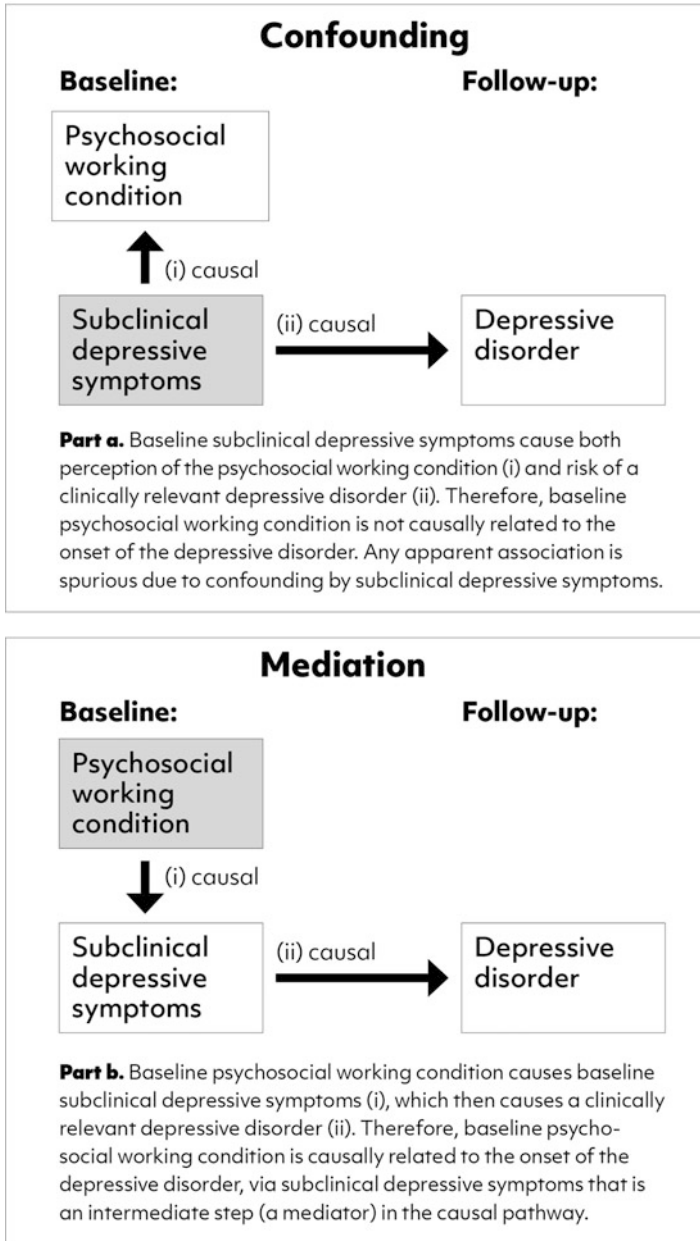 Confounding
Baseline: Follow-up:
Psychosocial
working
condition
(i) causal
Subclinical
depressive
symptoms
(ii) causal
Depressive
disorder
Part a. Baseline subclinical depressive symptoms cause both
perception of the psychosocial working condition (i) and risk of a
clinically relevant depressive disorder (ii). Therefore, baseline
psychosocial working condition is not causally related to the
onset of the depressive disorder. Any apparent association is
spurious due to confounding by subclinical depressive symptoms.
Mediation
Baseline: Follow-up:
Psychosocial
working
condition
(i) causal
Subclinical
depressive
symptoms
(ii) causal
Depressive
disorder
Part b. Baseline psychosocial working condition causes baseline
subclinical depressive symptoms (i), which then causes a clinically
relevant depressive disorder (ii). Therefore, baseline psycho-
social working condition is causally related to the onset of the
depressive disorder, via subclinical depressive symptoms that is
an intermediate step (a mediator) in the causal pathway.